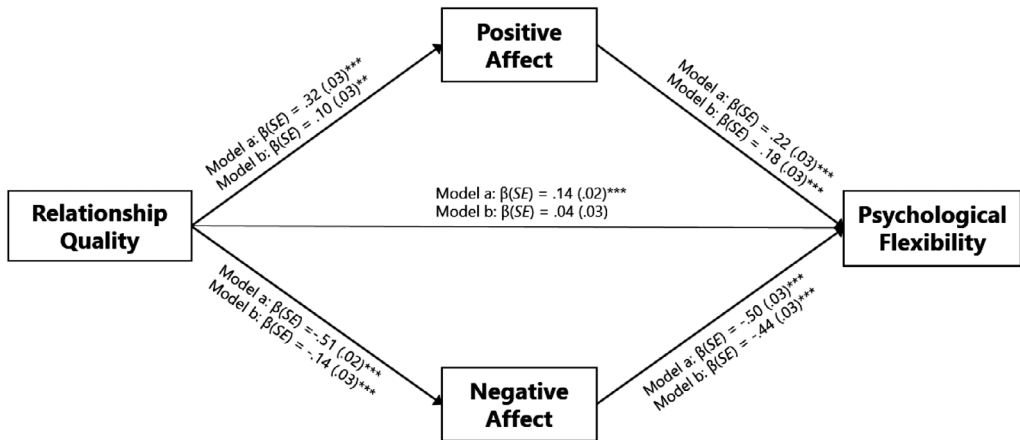 Positive
Affect
Model a: β(SE) = .32 (.03)***
Model b: β(SE) = .10 (.03)**
Model a: β(SE) = .22 (.03)***
Model b: β(SE) = .18 (.03)***
Relationship
Quality
Model a: β(SE) = .14 (.02)***
Model b: β(SE) = .04 (.03)
Psychological
Flexibility
Model a: β(SE) =-.51 (.02)***
Model b: β(SE) = -.14 (.03)***
Model a: β(SE) = -.50 (.03)***
Model b: β(SE) = -.44 (.03)***
Negative
Affect